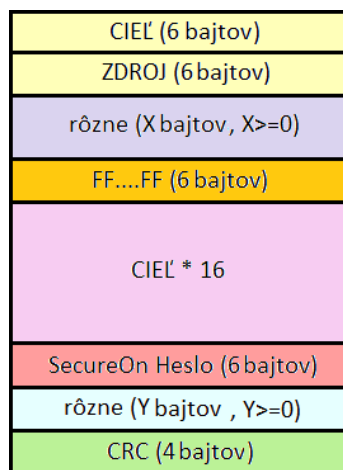 CIEĽ (6 bajtov)
ZDROJ (6 bajtov)
rôzne (X bajtov , X>=0)
FF....FF (6 bajtov)
CIEĽ * 16
SecureOn Heslo (6 bajtov)
rôzne (Y bajtov , Y>=0)
CRC (4 bajtov)